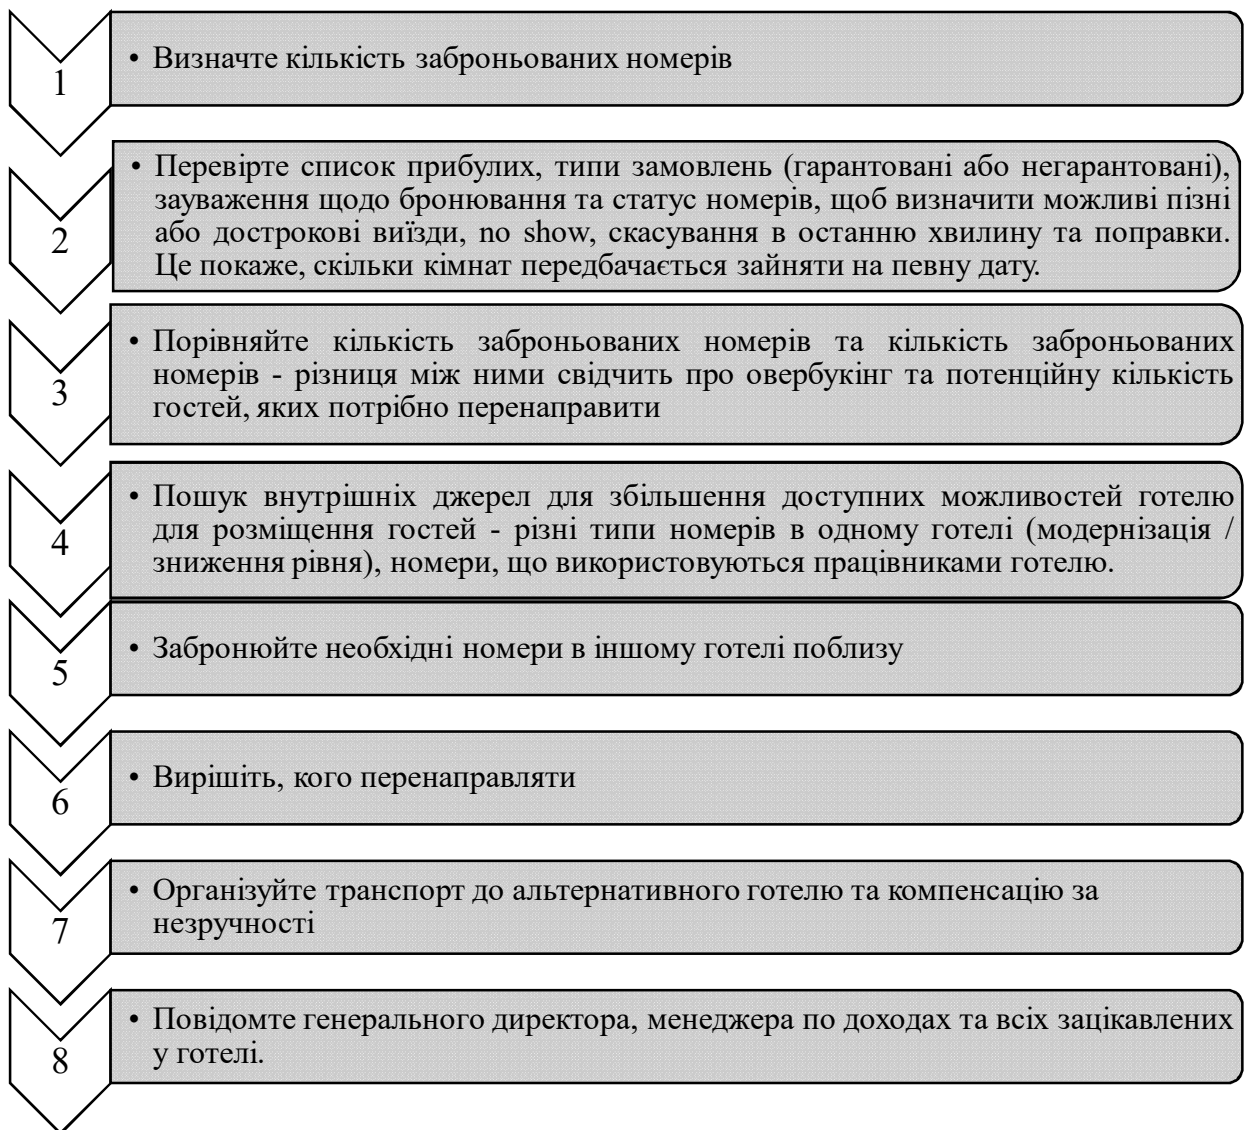 1
• Визначте кількість заброньованих номерів
2
• Перевірте список прибулих, типи замовлень (гарантовані або негарантовані),
зауваження щодо бронювання та статус номерів, щоб визначити можливі пізні
або дострокові виїзди, no show, скасування в останню хвилину та поправки.
Це покаже, скільки кімнат передбачається зайняти на певну дату.
3
• Порівняйте кількість заброньованих номерів та кількість заброньованих
номерів - різниця між ними свідчить про овербукінг та потенційну кількість
гостей, яких потрібно перенаправити
4
• Пошук внутрішніх джерел для збільшення доступних можливостей готелю
для розміщення гостей - різні типи номерів в одному готелі (модернізація /
зниження рівня), номери, що використовуються працівниками готелю.
5
• Забронюйте необхідні номери в іншому готелі поблизу
6
• Вирішіть, кого перенаправляти
7
• Організуйте транспорт до альтернативного готелю та компенсацію за
незручності
8
• Повідомте генерального директора, менеджера по доходах та всіх зацікавлених
у готелі.